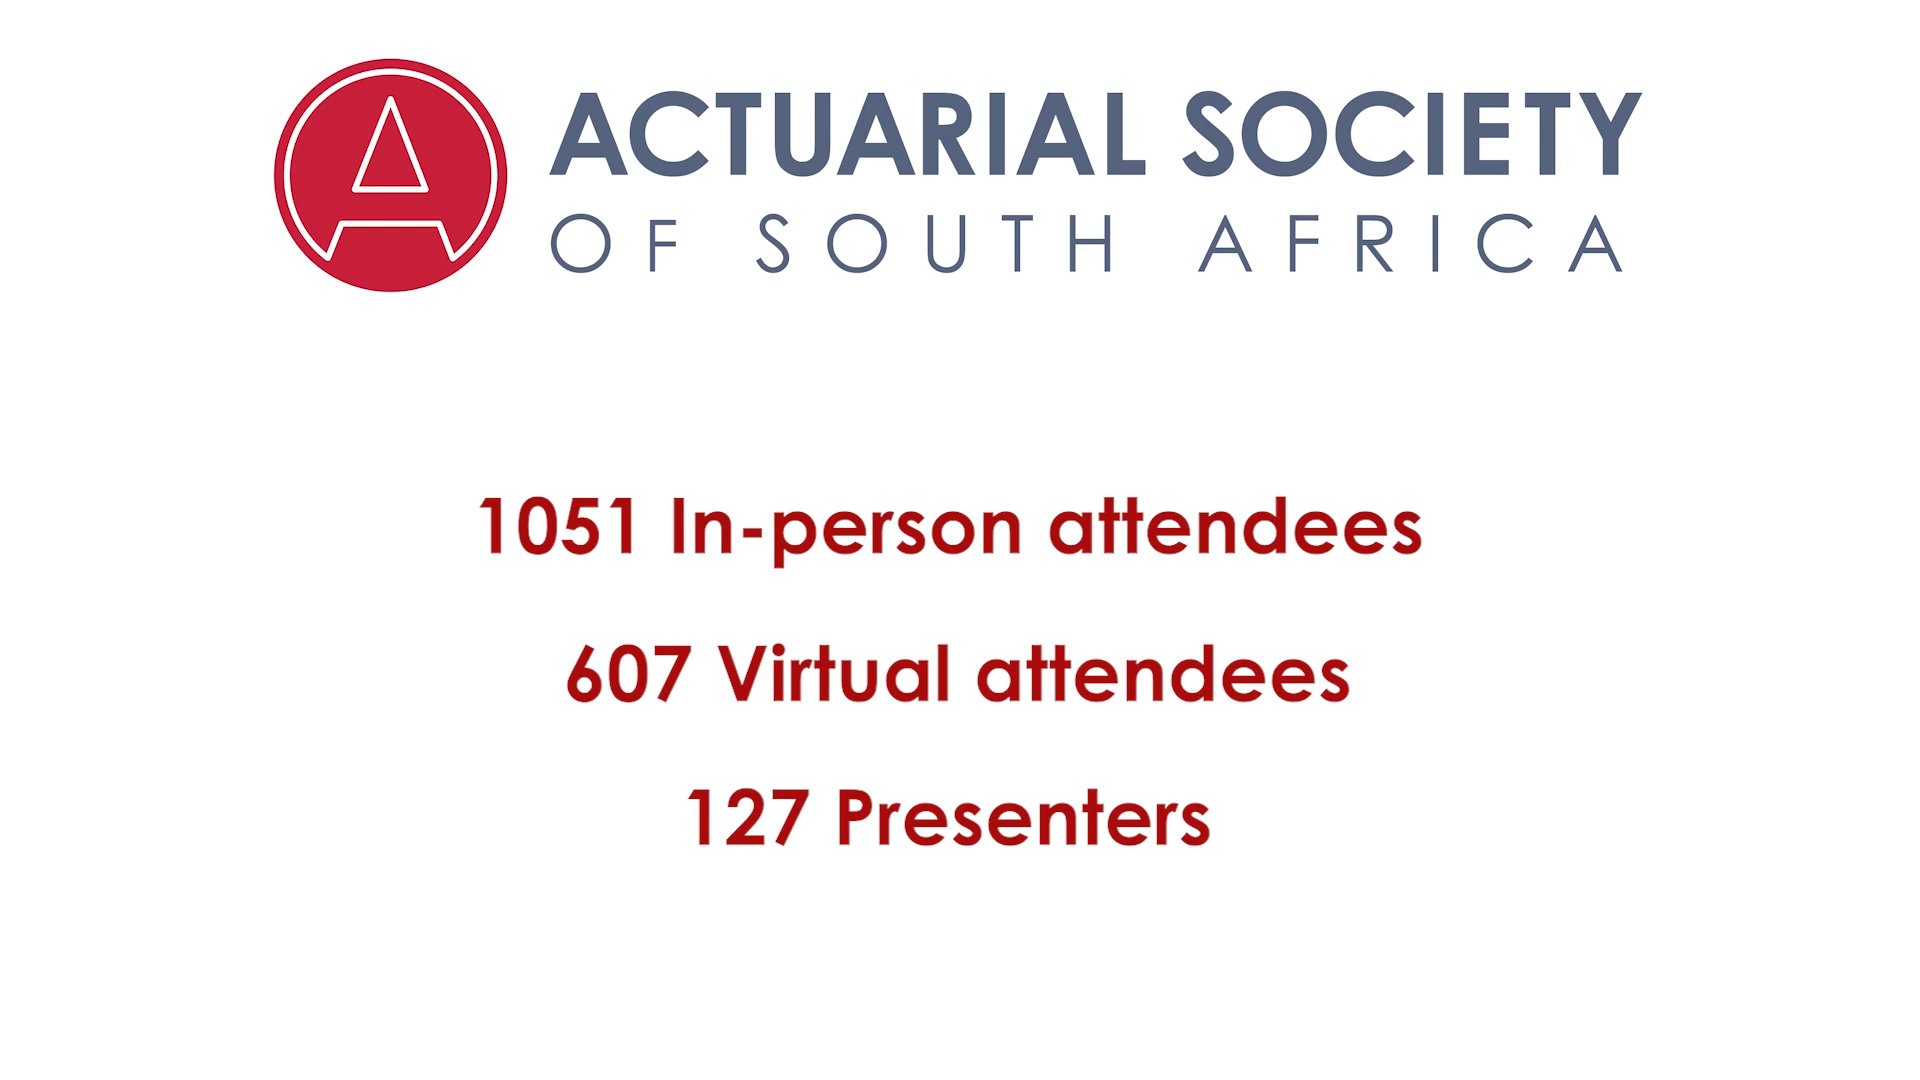 ACTUARIAL SOCIETY
OF SOUTH AFRICA
1051 In-person attendees
607 Virtual attendees
127 Presenters